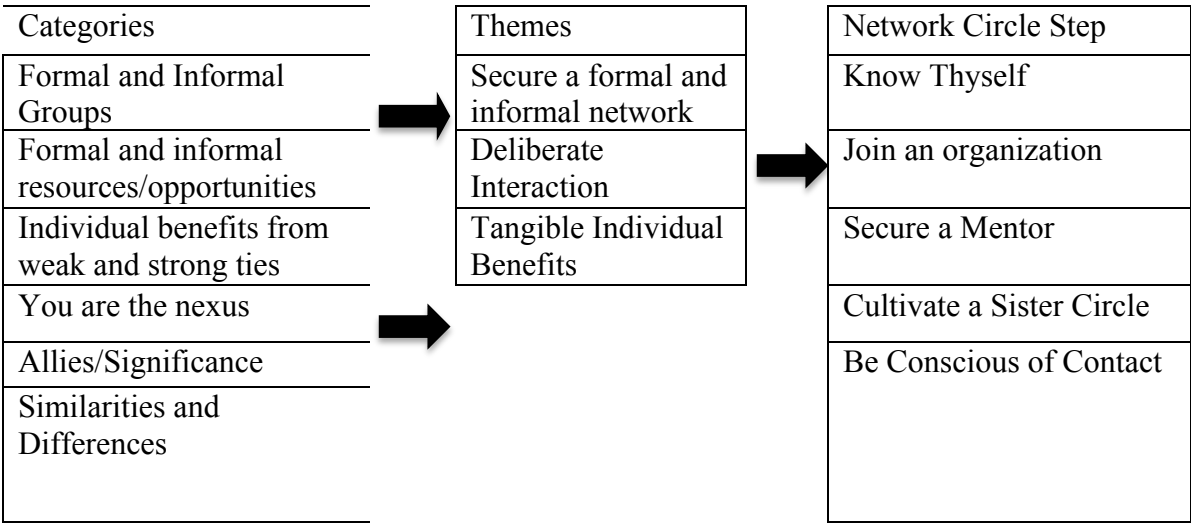 Categories
Formal and Informal
Groups
Formal and informal
resources/opportunities
Individual benefits from
weak and strong ties
You are the nexus
Allies/Significance
Similarities and
Differences
Themes
Secure a formal and
informal network
Deliberate
Interaction
Tangible Individual
Benefits
Network Circle Step
Know Thyself
Join an organization
Secure a Mentor
Cultivate a Sister Circle
Be Conscious of Contact